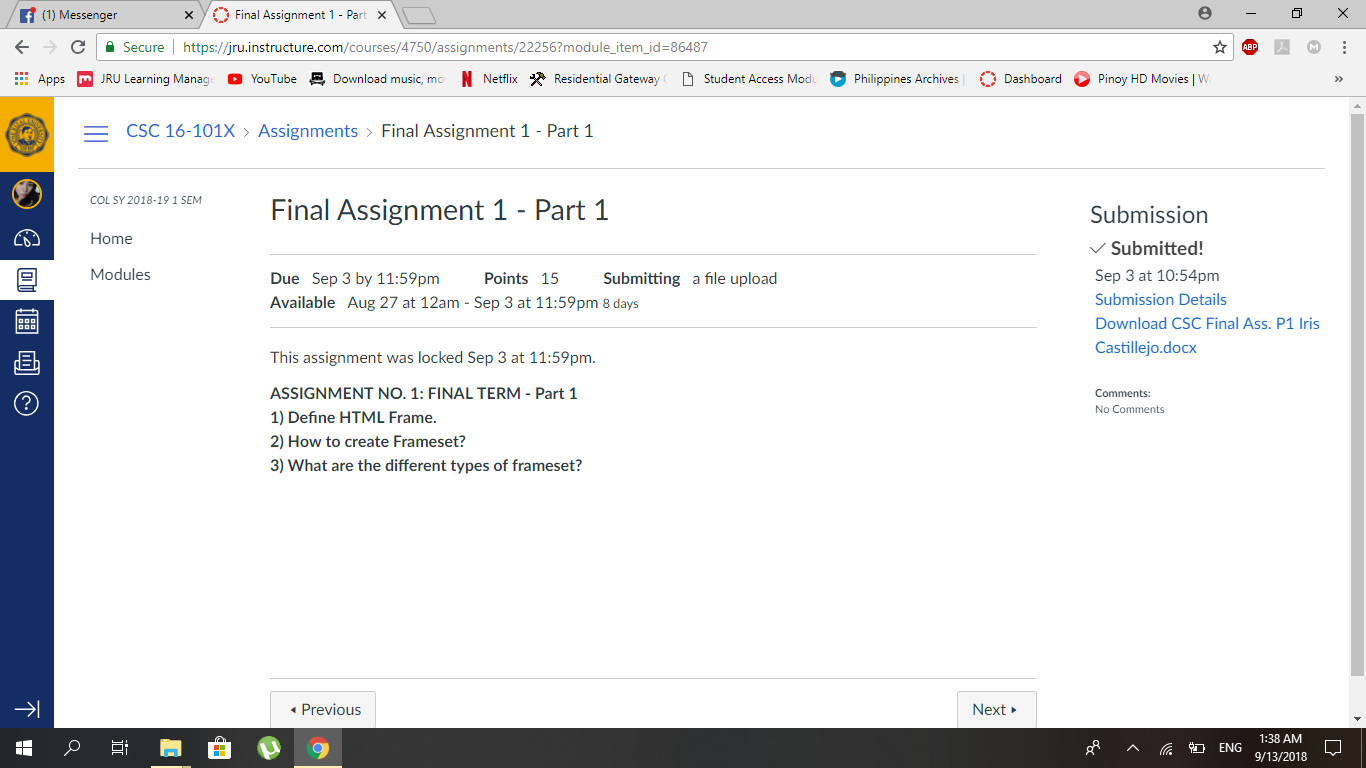 (1) Messenger
Final Assignment 1 - Part
Secure
https://jru.instructure.com/courses/4750/assignments/22256?module_item_id=86487
ABP
M
Apps
JRU Learning Manage
YouTube
Download music, mo
Netflix
Residential Gateway
Student Access Modu
Philippines Archives |
Dashboard
Pinoy HD Movies | W
»
CSC 16-101X > Assignments > Final Assignment 1 - Part 1
COL SY 2018-19 1 SEM
Home
Modules
Final Assignment 1 - Part 1
Due Sep 3 by 11:59pm Points 15 Submitting a file upload
Available Aug 27 at 12am - Sep 3 at 11:59pm 8 days
This assignment was locked Sep 3 at 11:59pm.
ASSIGNMENT NO. 1: FINAL TERM - Part 1
1) Define HTML Frame.
2) How to create Frameset?
3) What are the different types of frameset?
Submission
Submitted!
Sep 3 at 10:54pm
Submission Details
Download CSC Final Ass. P1 Iris
Castillejo.docx
Comments:
No Comments
Previous
Next
ENG
1:38 AM
9/13/2018